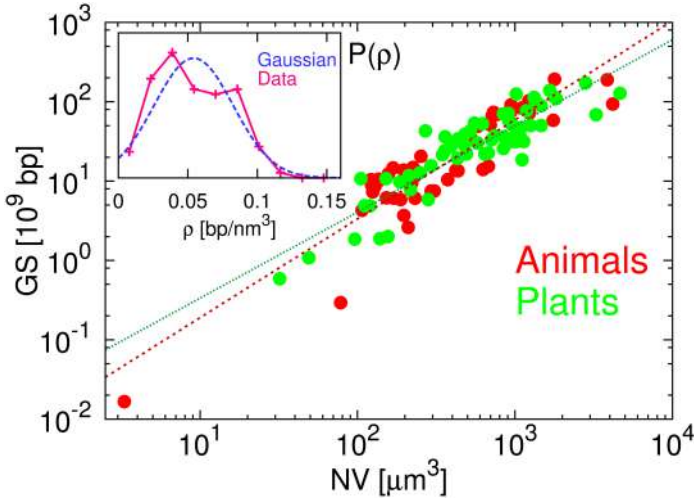 10^3
10^2
10^1
10^0
10^-1
10^-2
GS [10^9 bp]
P(ρ)
Gaussian
Data
0 0.05 0.1 0.15
ρ [bp/nm^3]
Animals
Plants
10^1 10^2 10^3 10^4
NV [μm^3]